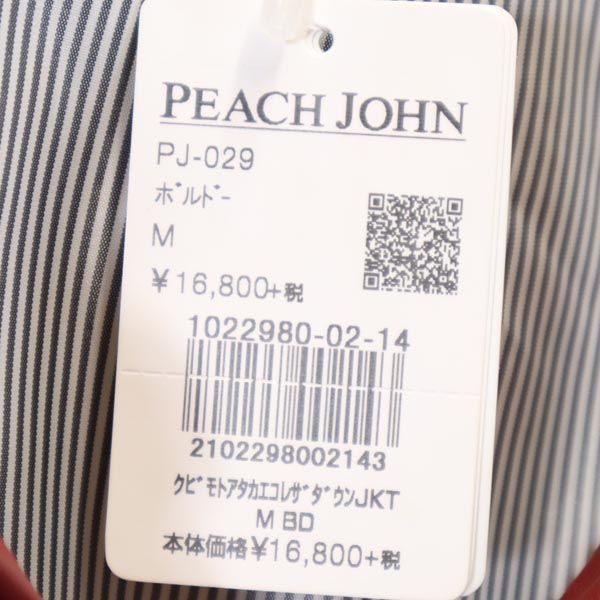 PEACH JOHN
PJ-029
ﾎﾞﾙﾄﾞｰ
M
¥16,800+税
1022980-02-14
2102298002143
ｸﾋﾞﾓﾄｱﾀｶｴｺﾚｻﾞﾀﾞｳﾝJKT
M BD
本体価格¥16,800+税